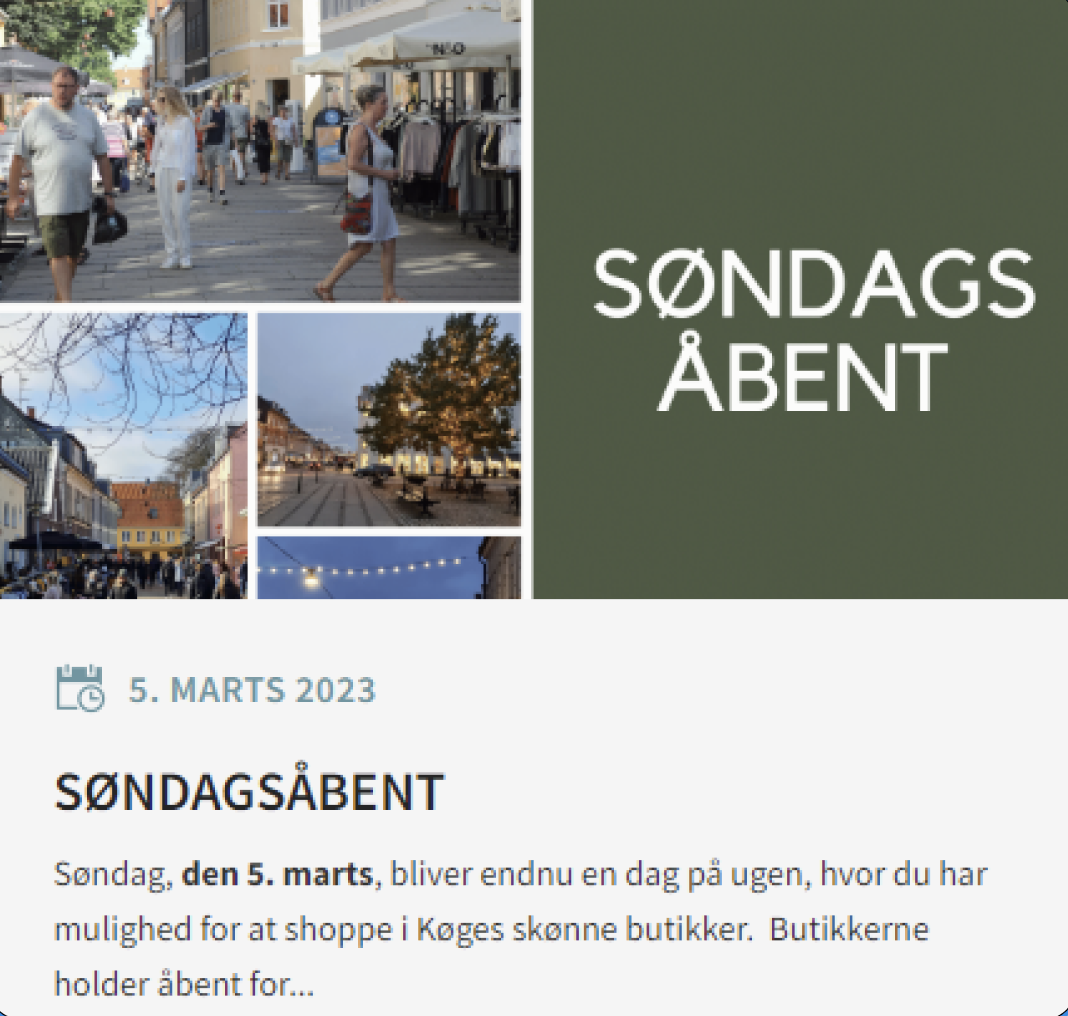 SØNDAGS
ÅBENT
5. MARTS 2023
SØNDAGSÅBENT
Søndag, den 5. marts, bliver endnu en dag på ugen, hvor du har
mulighed for at shoppe i Køges skønne butikker. Butikkerne
holder åbent for...